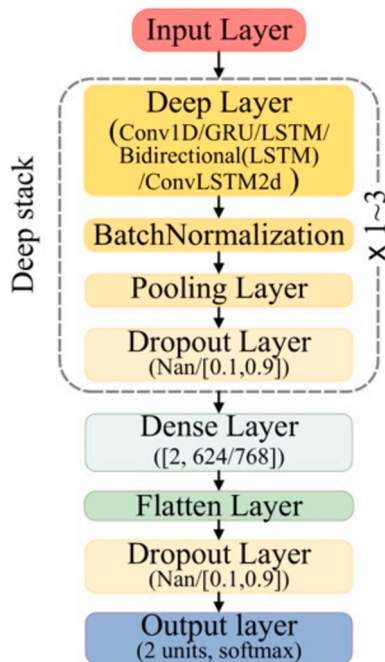 Input Layer
Deep stack
Deep Layer
(Conv1D/GRU/LSTM/
Bidirectional(LSTM)
/ConvLSTM2d )
BatchNormalization
Pooling Layer
Dropout Layer
(Nan/[0.1,0.9])
x 1~3
Dense Layer
([2, 624/768])
Flatten Layer
Dropout Layer
(Nan/[0.1,0.9])
Output layer
(2 units, softmax)